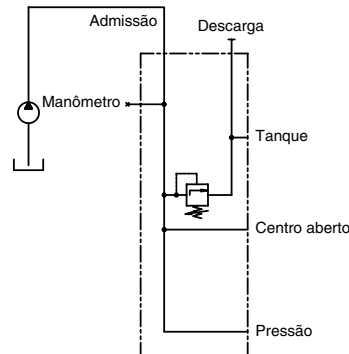 Descarga
Admissão
Manômetro
Tanque
Centro aberto
Pressão